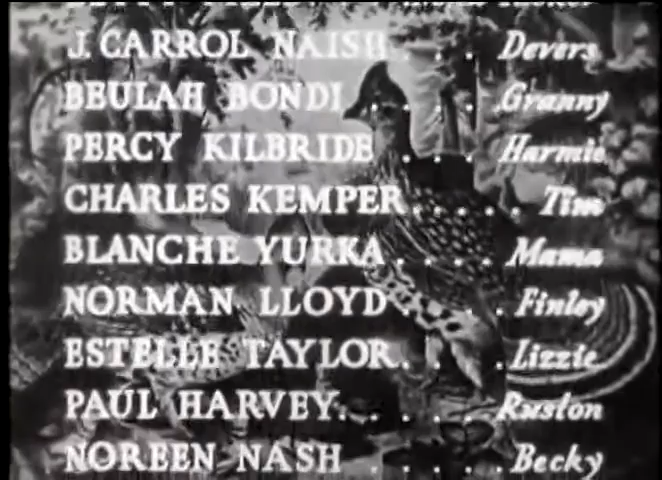 J. CARROL NAISH . . . Devers
BEULAH BONDI . . . . . Granny
PERCY KILBRIDE . . . Harmie
CHARLES KEMPER . . . . . Tim
BLANCHE YURKA . . . . Mama
NORMAN LLOYD . . . . Finley
ESTELLE TAYLOR . . . . Lizzie
PAUL HARVEY . . . . . . Ruston
NOREEN NASH . . . . . Becky